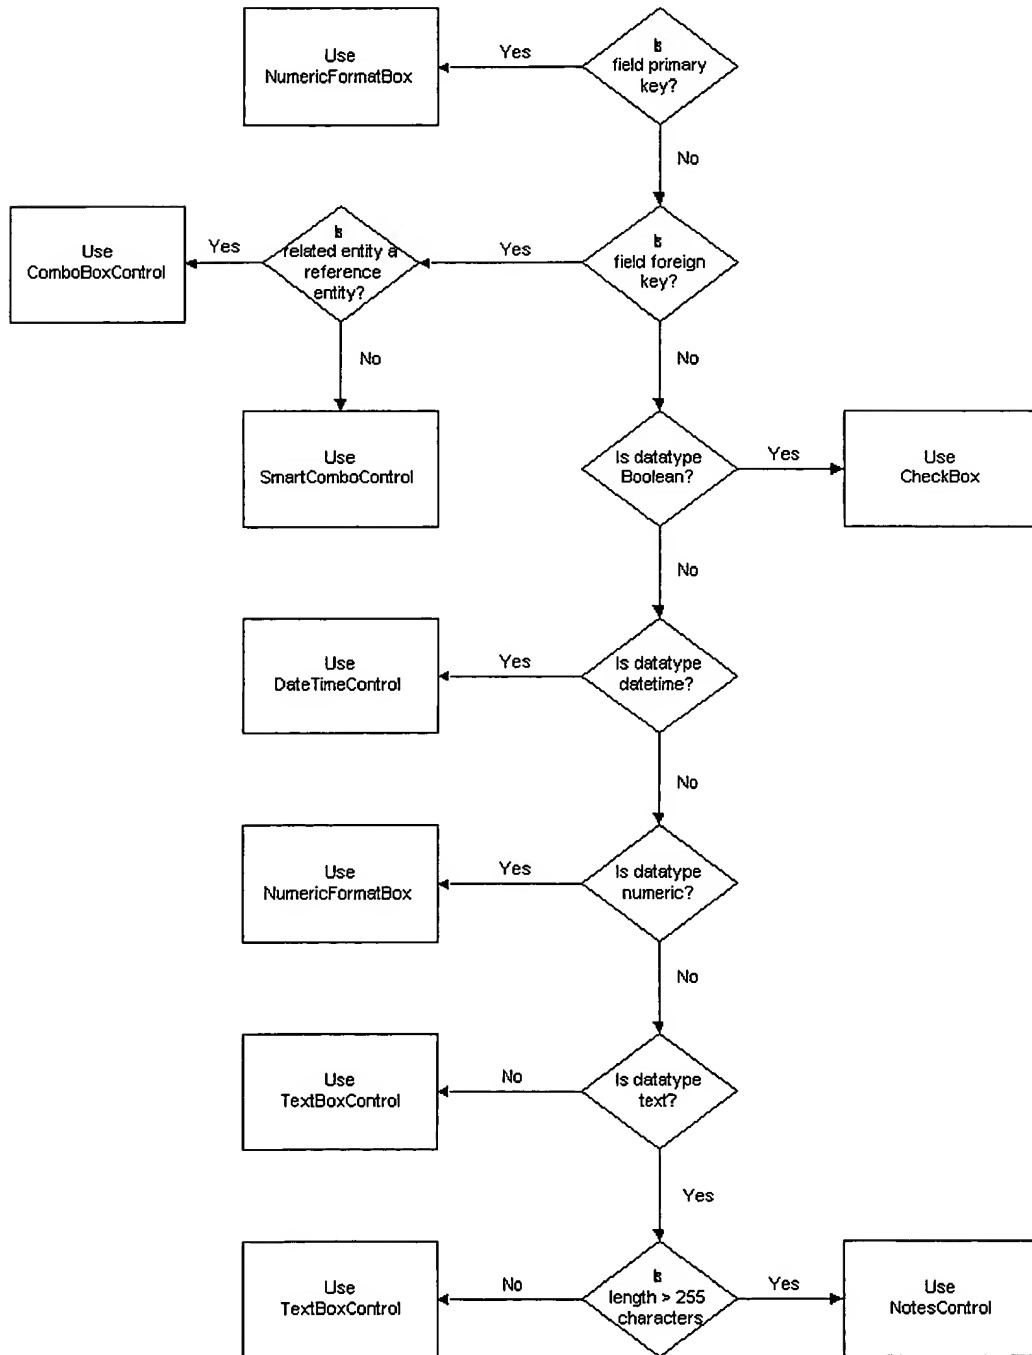 Use
NumericFormatBox
Yes
Is
field primary
key?
No
Use
ComboBoxControl
Yes
Is
related entity a
reference
entity?
Yes
Is
field foreign
key?
No
No
Use
SmartComboControl
Is datatype
Boolean?
Yes
Use
CheckBox
No
Use
DateTimeControl
Yes
Is datatype
datetime?
No
Use
NumericFormatBox
Yes
Is datatype
numeric?
No
Use
TextBoxControl
No
Is datatype
text?
Yes
Use
TextBoxControl
No
Is
length > 255
characters
Yes
Use
NotesControl